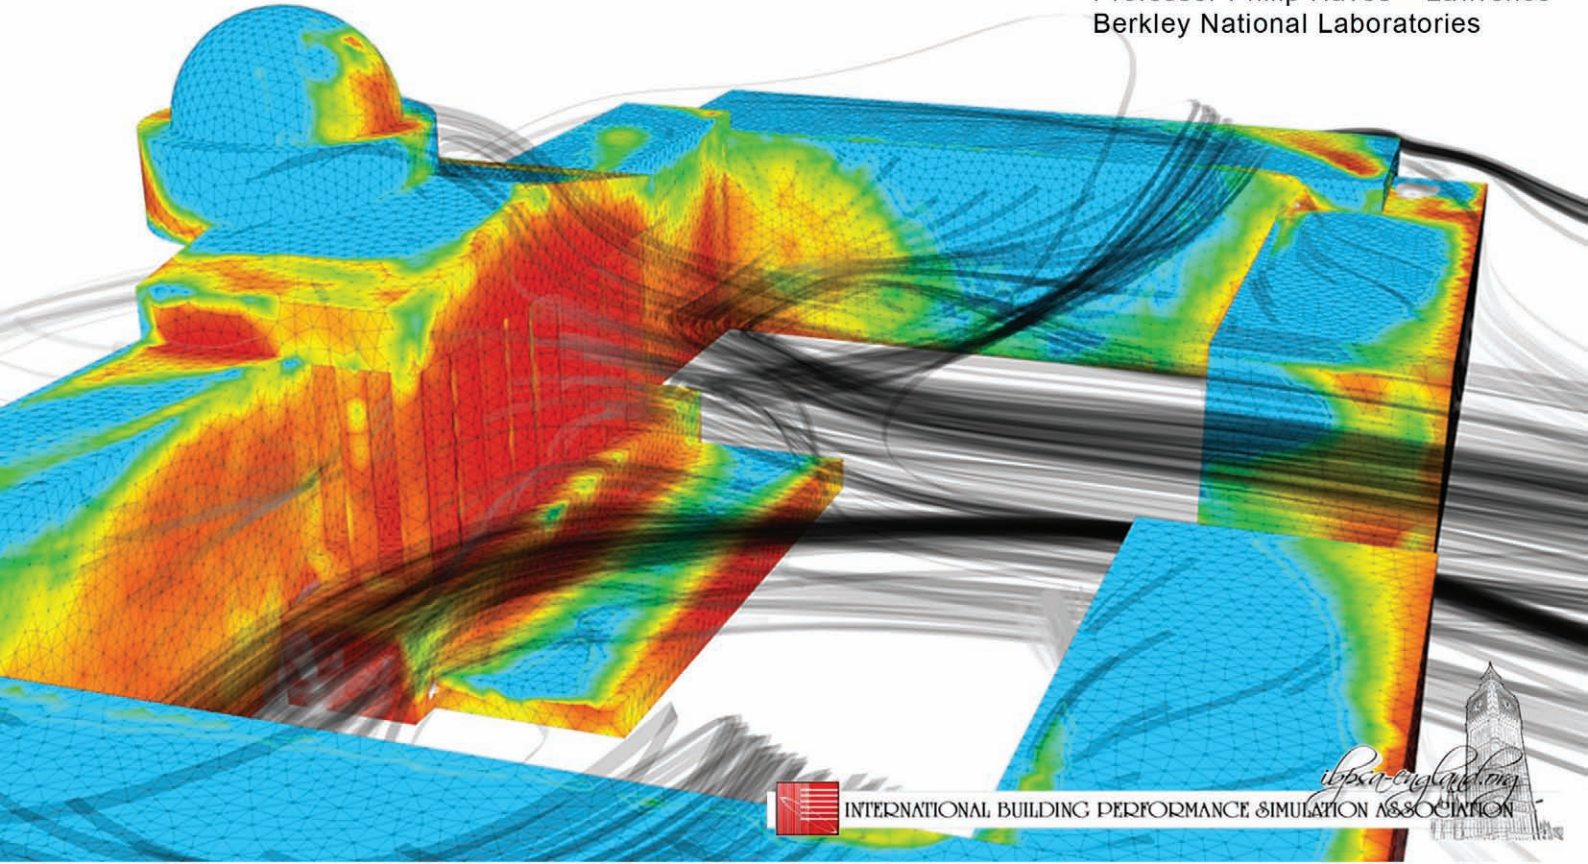 Berkley National Laboratories
ibpsa-england.org
INTERNATIONAL BUILDING PERFORMANCE SIMULATION ASSOCIATION